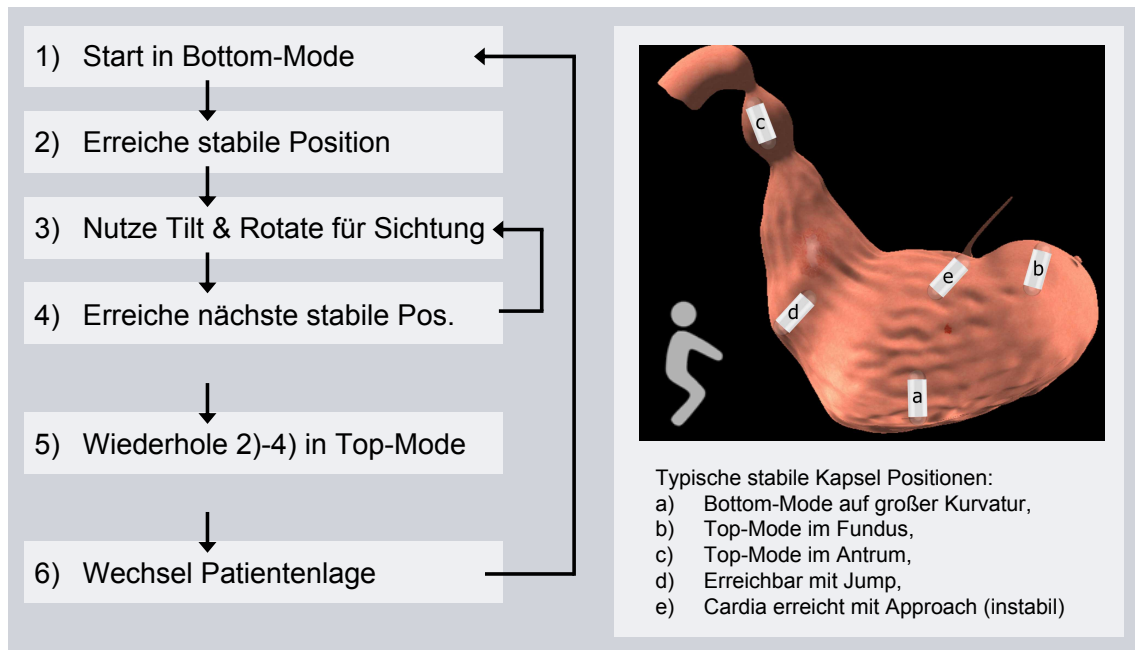 1) Start in Bottom-Mode
2) Erreiche stabile Position
3) Nutze Tilt & Rotate für Sichtung
4) Erreiche nächste stabile Pos.
5) Wiederhole 2)-4) in Top-Mode
6) Wechsel Patientenlage
c
b
e
d
a
Typische stabile Kapsel Positionen:
a) Bottom-Mode auf großer Kurvatur,
b) Top-Mode im Fundus,
c) Top-Mode im Antrum,
d) Erreichbar mit Jump,
e) Cardia erreicht mit Approach (instabil)